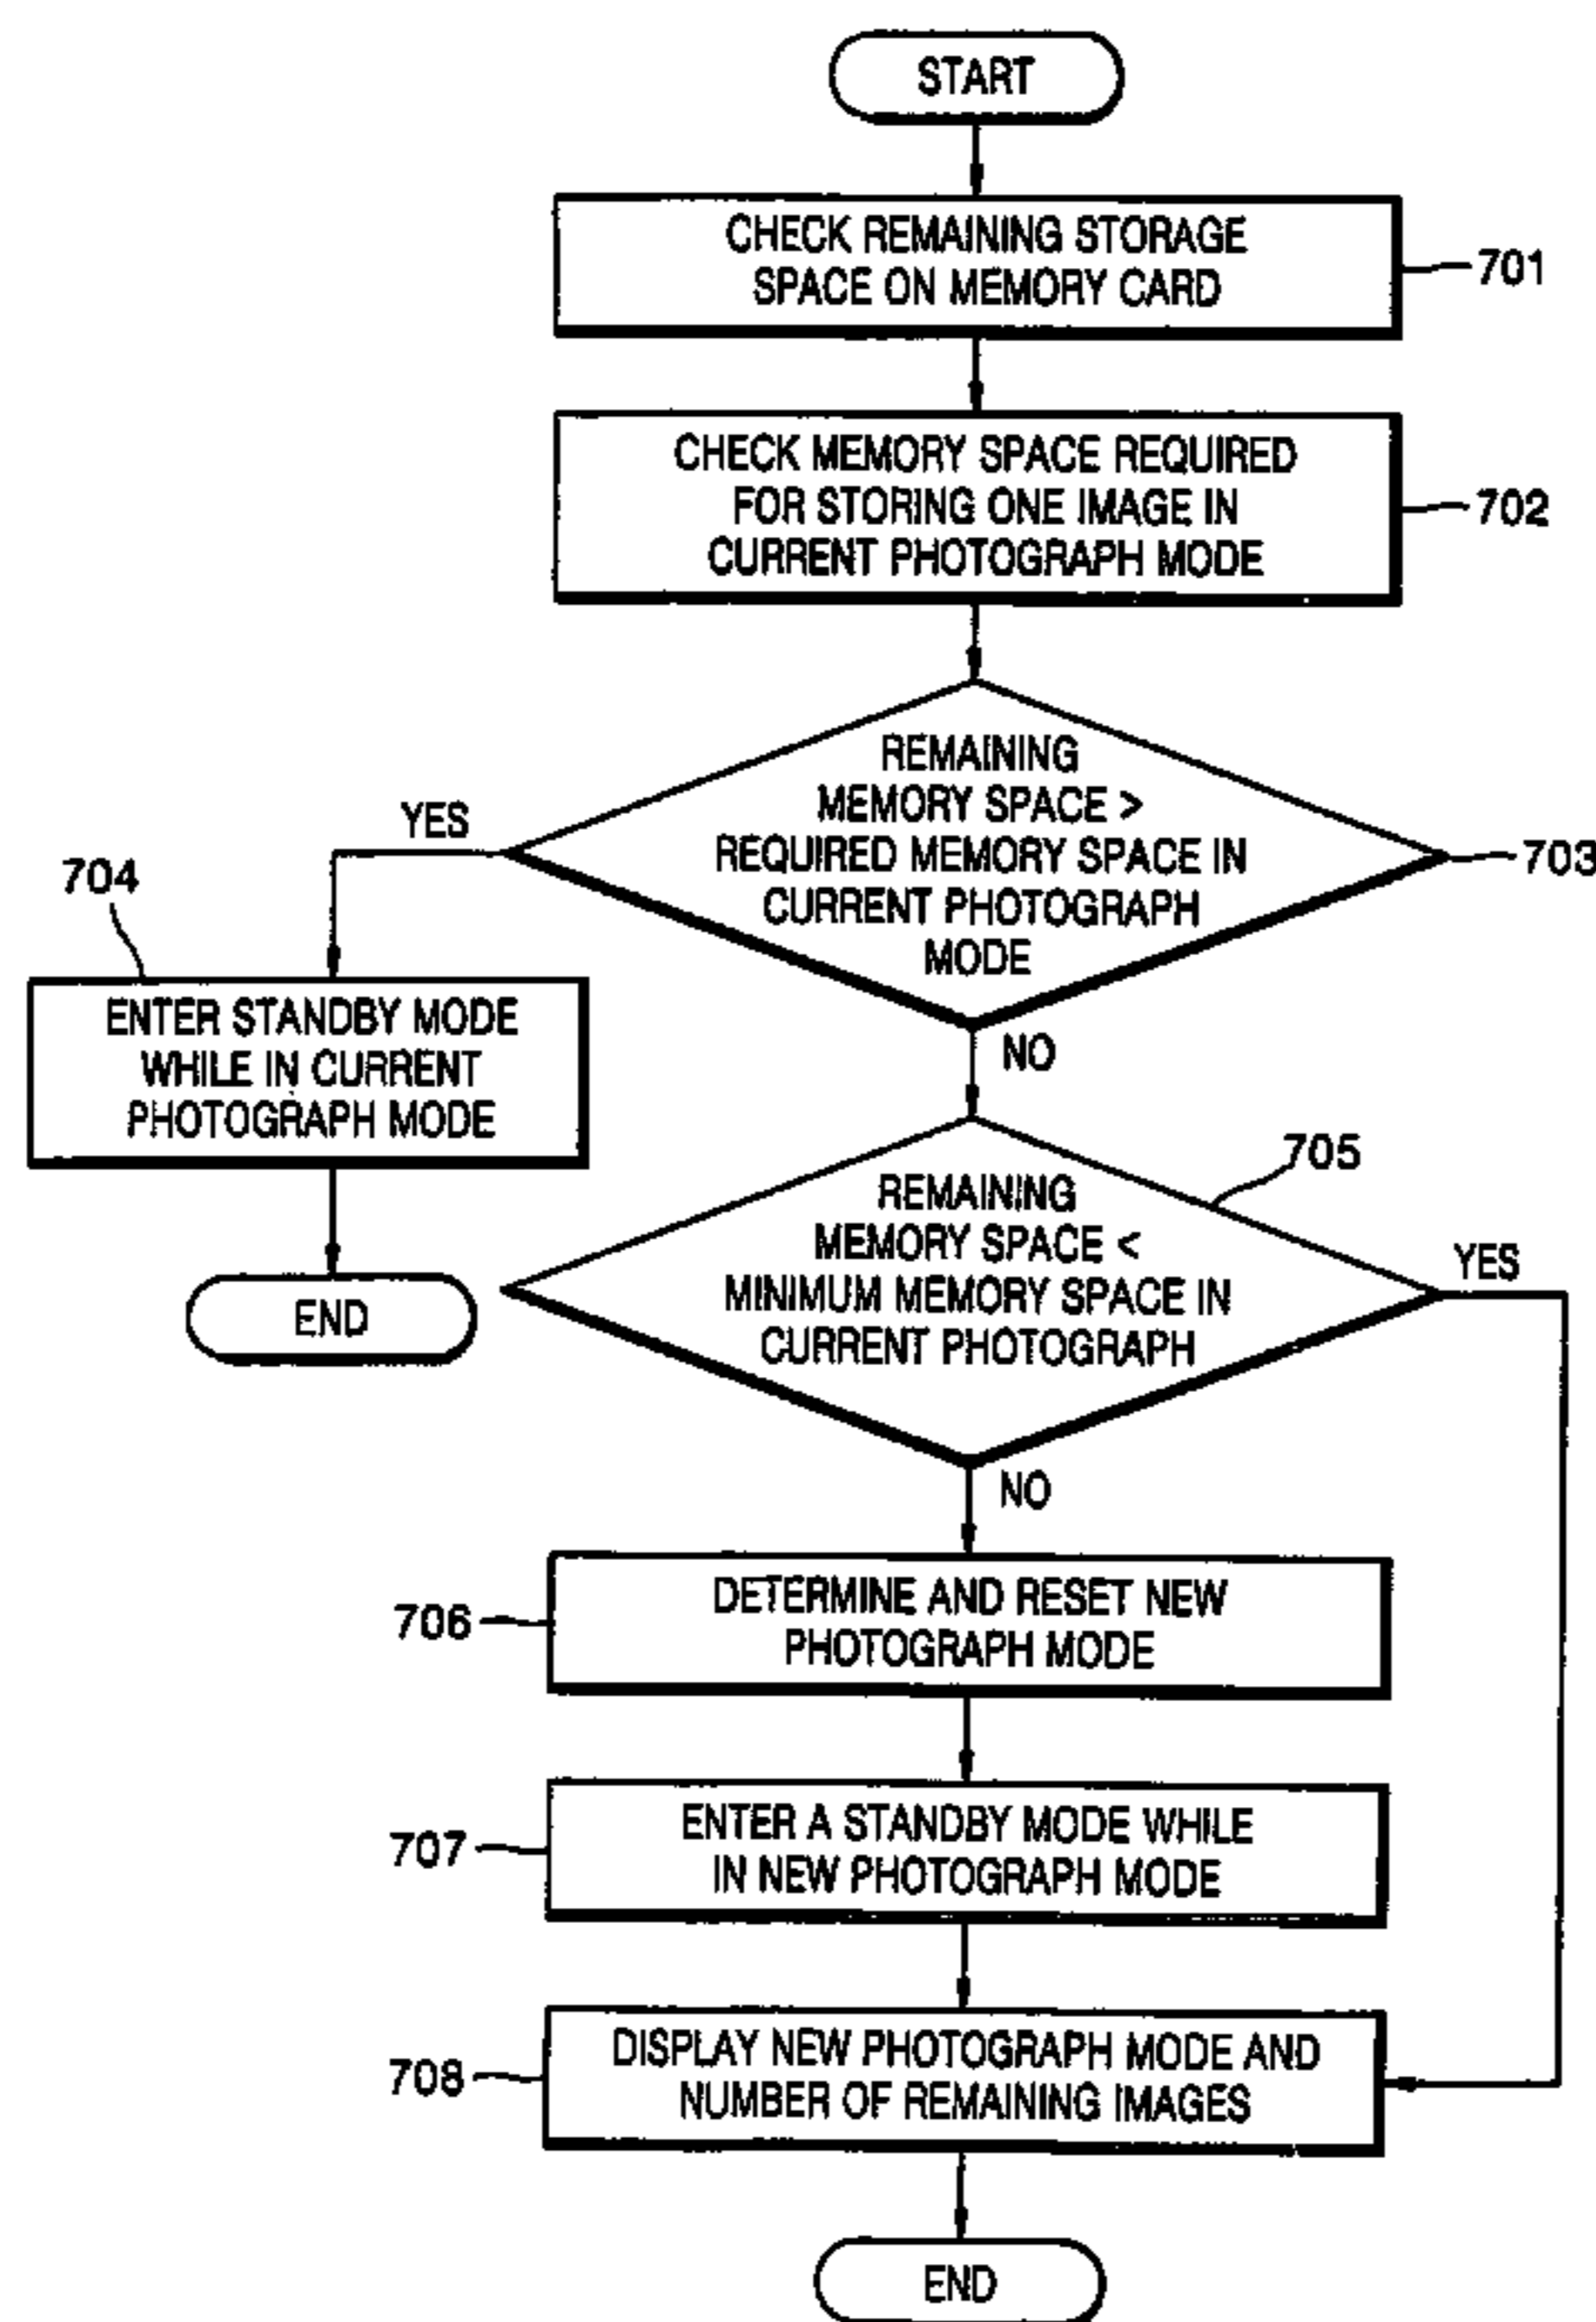 START
CHECK REMAINING STORAGE
SPACE ON MEMORY CARD
701
CHECK MEMORY SPACE REQUIRED
FOR STORING ONE IMAGE IN
CURRENT PHOTOGRAPH MODE
702
REMAINING
MEMORY SPACE >
REQUIRED MEMORY SPACE IN
CURRENT PHOTOGRAPH
MODE
703
YES
704
ENTER STANDBY MODE
WHILE IN CURRENT
PHOTOGRAPH MODE
END
NO
705
REMAINING
MEMORY SPACE <
MINIMUM MEMORY SPACE IN
CURRENT PHOTOGRAPH
YES
NO
706
DETERMINE AND RESET NEW
PHOTOGRAPH MODE
707
ENTER A STANDBY MODE WHILE
IN NEW PHOTOGRAPH MODE
708
DISPLAY NEW PHOTOGRAPH MODE AND
NUMBER OF REMAINING IMAGES
END